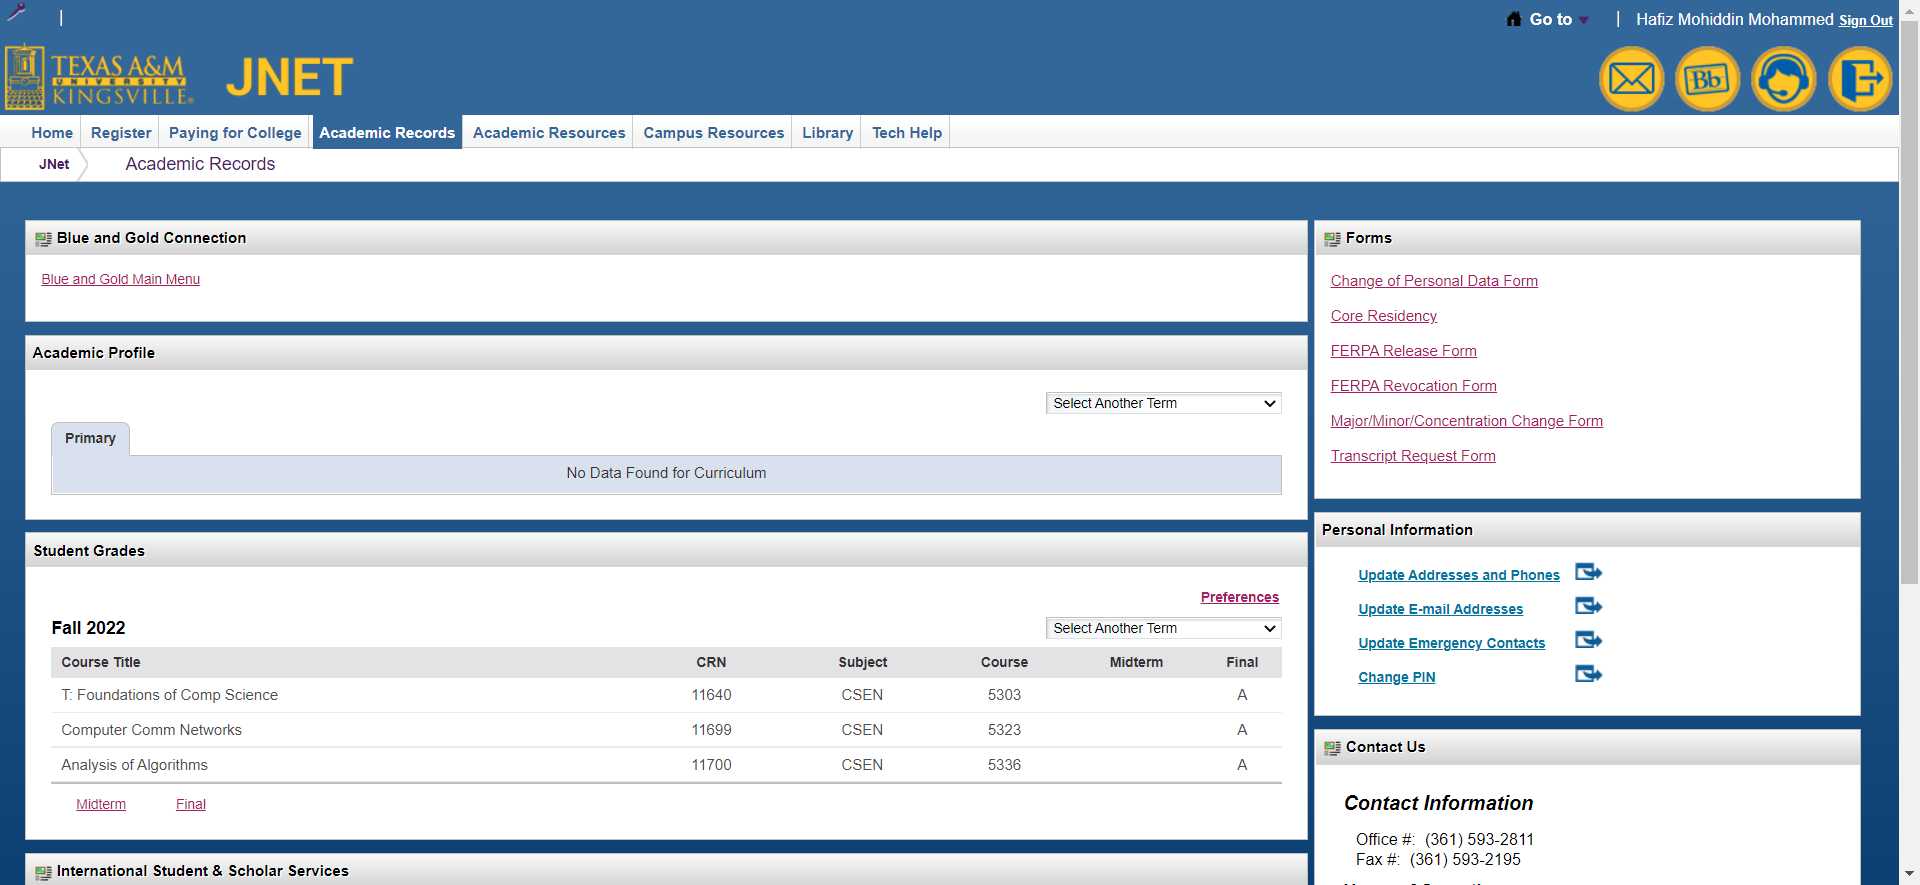 Go to
Hafiz Mohiddin Mohammed Sign Out
TEXAS A&M
UNIVERSITY
KINGSVILLE®
JNET
Bb
Home Register Paying for College Academic Records Academic Resources Campus Resources Library Tech Help
JNet Academic Records
Blue and Gold Connection
Blue and Gold Main Menu
Academic Profile
Select Another Term
Primary
No Data Found for Curriculum
Student Grades
Preferences
Fall 2022
Select Another Term
Course Title CRN Subject Course Midterm Final
T: Foundations of Comp Science 11640 CSEN 5303 A
Computer Comm Networks 11699 CSEN 5323 A
Analysis of Algorithms 11700 CSEN 5336 A
Midterm Final
International Student & Scholar Services
Forms
Change of Personal Data Form
Core Residency
FERPA Release Form
FERPA Revocation Form
Major/Minor/Concentration Change Form
Transcript Request Form
Personal Information
Update Addresses and Phones
Update E-mail Addresses
Update Emergency Contacts
Change PIN
Contact Us
Contact Information
Office #: (361) 593-2811
Fax #: (361) 593-2195